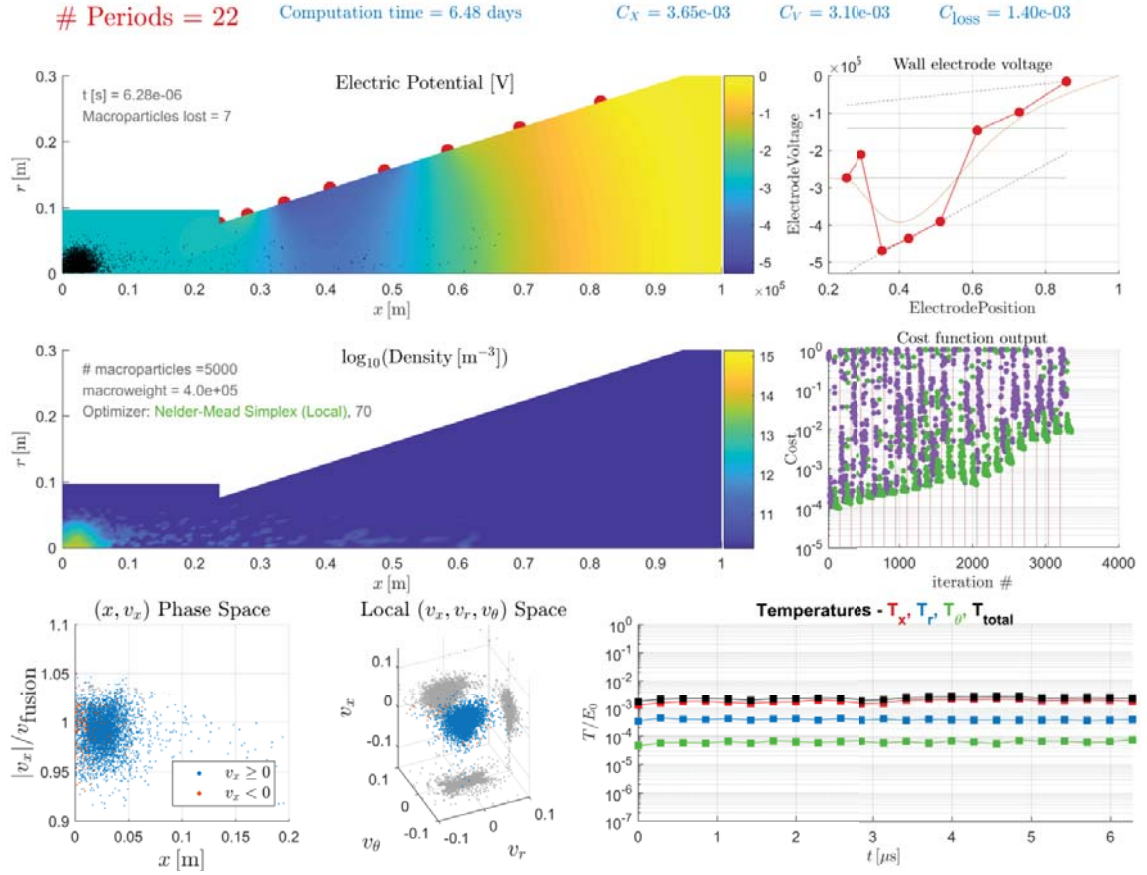 # Periods = 22
Computation time = 6.48 days
C_X = 3.65e-03
C_V = 3.10e-03
C_loss = 1.40e-03
Electric Potential [V]
t [s] = 6.28e-06
Macroparticles lost = 7
r [m]
0.3
0.2
0.1
0
0 0.1 0.2 0.3 0.4 0.5 0.6 0.7 0.8 0.9 1
x [m]
0
-1
-2
-3
-4
-5
×10^5
Wall electrode voltage
×10^5
ElectrodeVoltage
0
-1
-2
-3
-4
-5
0.2 0.4 0.6 0.8 1
ElectrodePosition
log10(Density [m^-3])
# macroparticles =5000
macroweight = 4.0e+05
Optimizer: Nelder-Mead Simplex (Local), 70
r [m]
0.3
0.2
0.1
0
0 0.1 0.2 0.3 0.4 0.5 0.6 0.7 0.8 0.9 1
x [m]
15
14
13
12
11
Cost function output
Cost
10^0
10^-1
10^-2
10^-3
10^-4
10^-5
0 1000 2000 3000 4000
iteration #
(x, v_x) Phase Space
|v_x|/v_fusion
1.1
1.05
1
0.95
0.9
v_x ≥ 0
v_x < 0
0 0.05 0.1 0.15 0.2
x [m]
Local (v_x, v_r, v_θ) Space
v_x
0.1
0
-0.1
0.1
0
-0.1
v_θ
-0.1
0
0.1
v_r
Temperatures - T_x, T_r, T_θ, T_total
T/E_0
10^0
10^-1
10^-2
10^-3
10^-4
10^-5
10^-6
10^-7
0 1 2 3 4 5 6
t [μs]